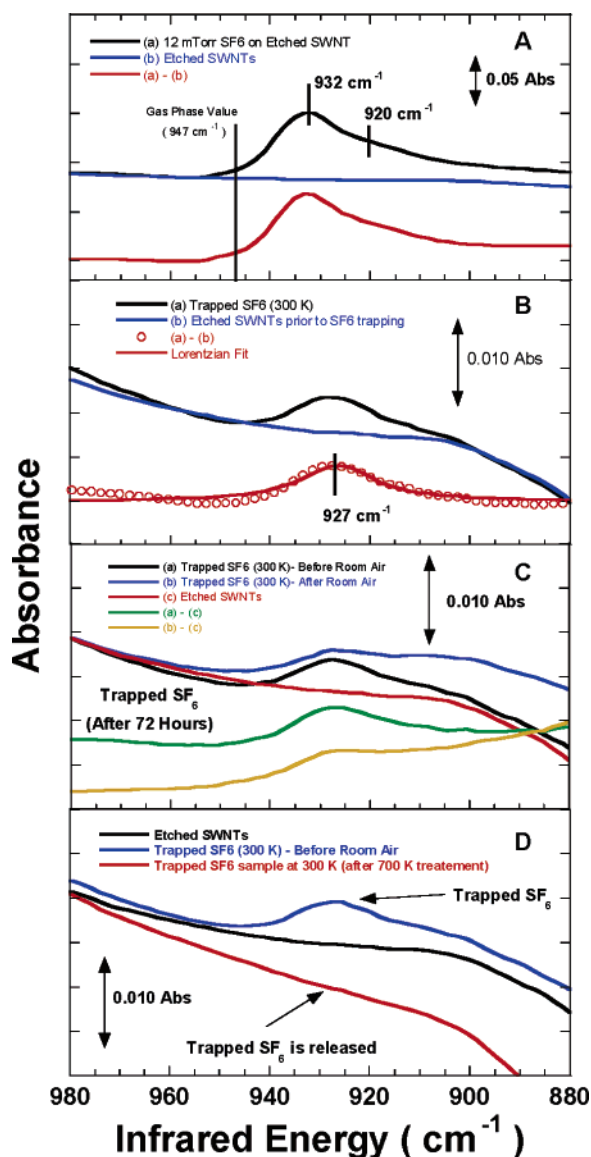 Absorbance
A
(a) 12 mTorr SF6 on Etched SWNT
(b) Etched SWNTs
(a) - (b)
0.05 Abs
932 cm-1
920 cm-1
Gas Phase Value
( 947 cm-1)
B
(a) Trapped SF6 (300 K)
(b) Etched SWNTs prior to SF6 trapping
(a) - (b)
Lorentzian Fit
0.010 Abs
927 cm-1
C
(a) Trapped SF6 (300 K)- Before Room Air
(b) Trapped SF6 (300 K)- After Room Air
(c) Etched SWNTs
(a) - (c)
(b) - (c)
0.010 Abs
Trapped SF6
(After 72 Hours)
D
Etched SWNTs
Trapped SF6 (300 K) - Before Room Air
Trapped SF6 sample at 300 K (after 700 K treatement)
Trapped SF6
0.010 Abs
Trapped SF6 is released
980 960 940 920 900 880
Infrared Energy ( cm-1)